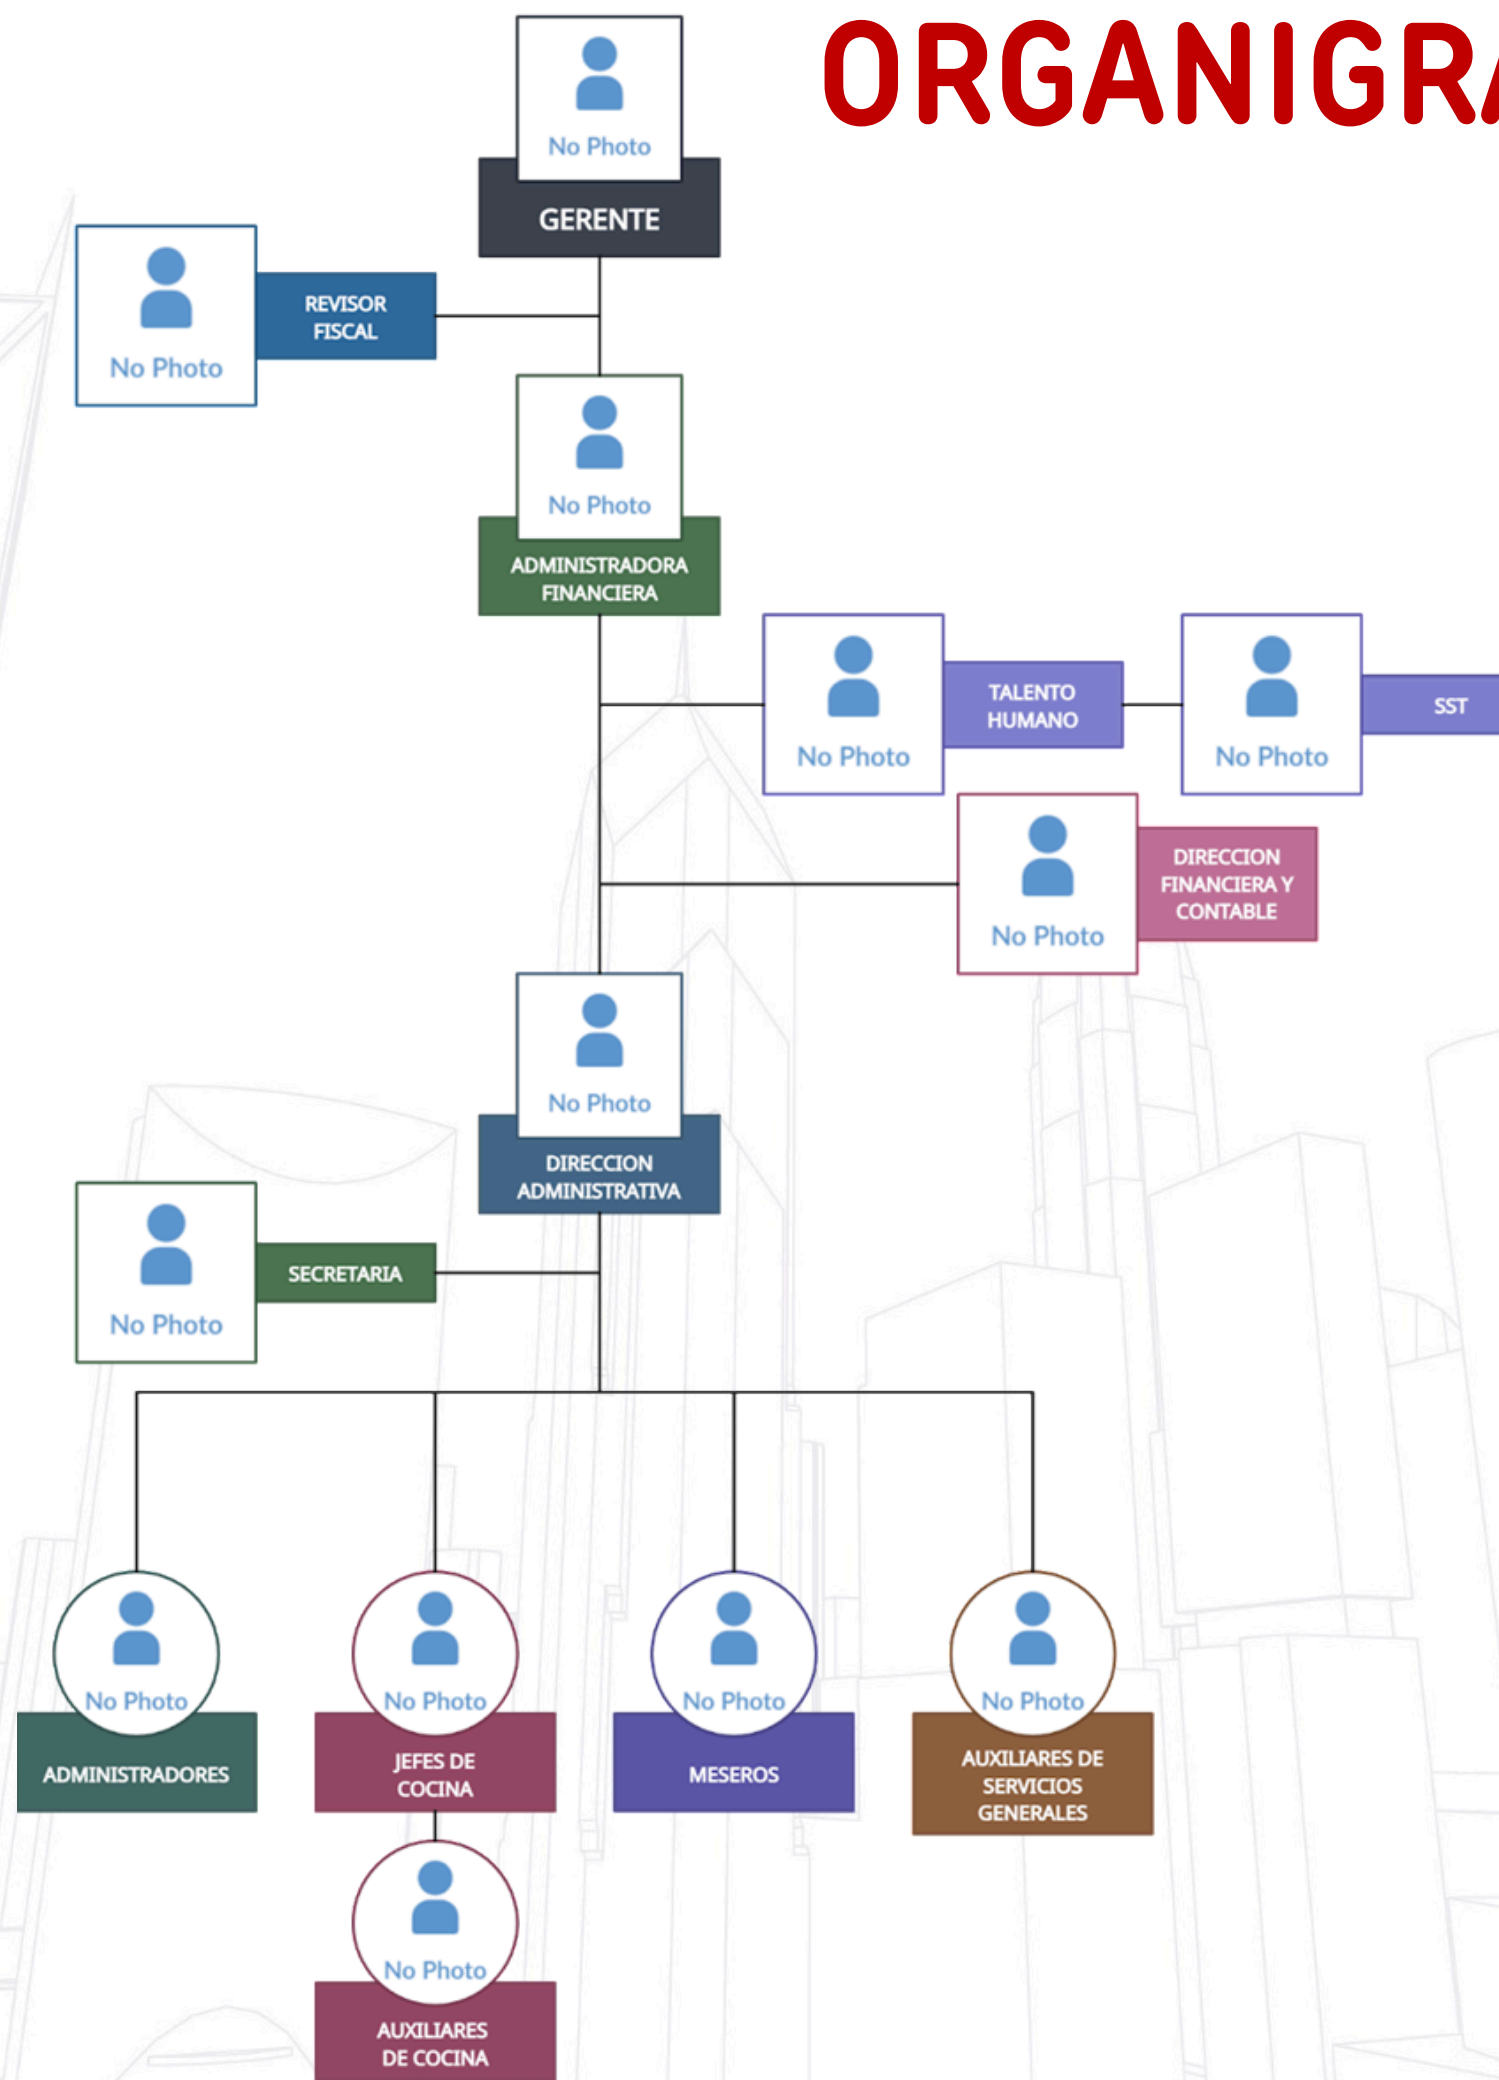 ORGANIGRA
No Photo
GERENTE
No Photo
REVISOR
FISCAL
No Photo
ADMINISTRADORA
FINANCIERA
No Photo
TALENTO
HUMANO
No Photo
SST
No Photo
DIRECCION
FINANCIERA Y
CONTABLE
No Photo
DIRECCION
ADMINISTRATIVA
No Photo
SECRETARIA
No Photo
ADMINISTRADORES
No Photo
JEFES DE
COCINA
No Photo
MESEROS
No Photo
AUXILIARES DE
SERVICIOS
GENERALES
No Photo
AUXILIARES
DE COCINA